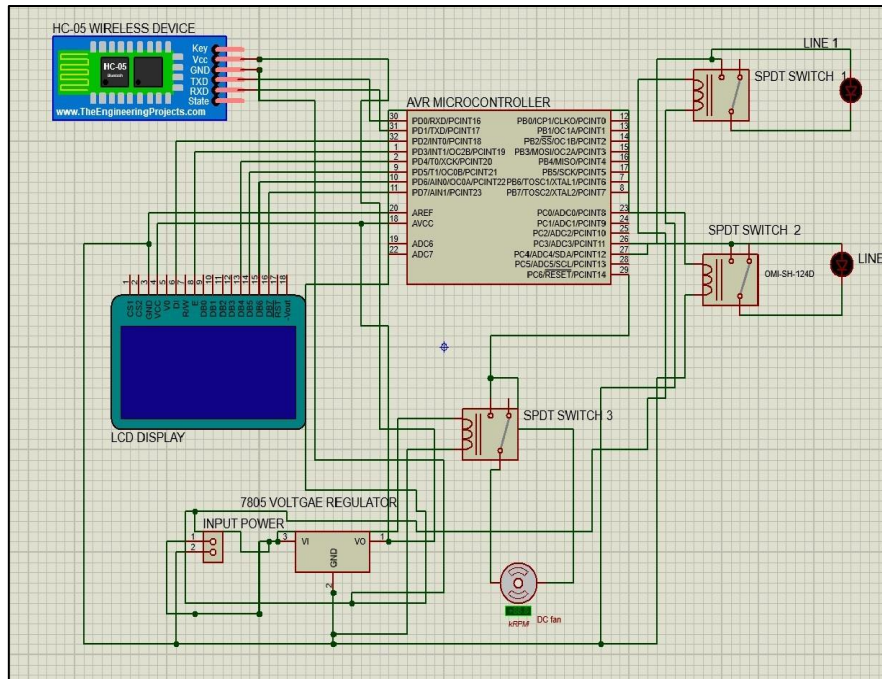 HC-05 WIRELESS DEVICE
HC-05
Bluetooth
Key
Vcc
GND
TXD
RXD
State
www.TheEngineeringProjects.com
AVR MICROCONTROLLER
30 PD0/RXD/PCINT16 PB0/ICP1/CLKO/PCINT0 12
31 PD1/TXD/PCINT17 PB1/OC1A/PCINT1 13
32 PD2/INT0/PCINT18 PB2/SS/OC1B/PCINT2 14
1 PD3/INT1/OC2B/PCINT19 PB3/MOSI/OC2A/PCINT3 15
2 PD4/T0/XCK/PCINT20 PB4/MISO/PCINT4 16
9 PD5/T1/OC0B/PCINT21 PB5/SCK/PCINT5 17
10 PD6/AIN0/OC0A/PCINT22 PB6/TOSC1/XTAL1/PCINT6 7
11 PD7/AIN1/PCINT23 PB7/TOSC2/XTAL2/PCINT7 8
20 AREF PC0/ADC0/PCINT8 23
18 AVCC PC1/ADC1/PCINT9 24
PC2/ADC2/PCINT10 25
19 ADC6 PC3/ADC3/PCINT11 26
22 ADC7 PC4/ADC4/SDA/PCINT12 27
PC5/ADC5/SCL/PCINT13 28
PC6/RESET/PCINT14 29
LINE 1
SPDT SWITCH 1
SPDT SWITCH 2
LINE
OMI-SH-124D
1 2 3 4 5 6 7 8 9 10 11 12 13 14 15 16 17 18
CS1 CS2 GND VCC V0 DI R/W E DB0 DB1 DB2 DB3 DB4 DB5 DB6 DB7 RST -Vout
LCD DISPLAY
SPDT SWITCH 3
7805 VOLTGAE REGULATOR
INPUT POWER
1
2
3 VI VO 1
GND
2
DC fan
kRPM